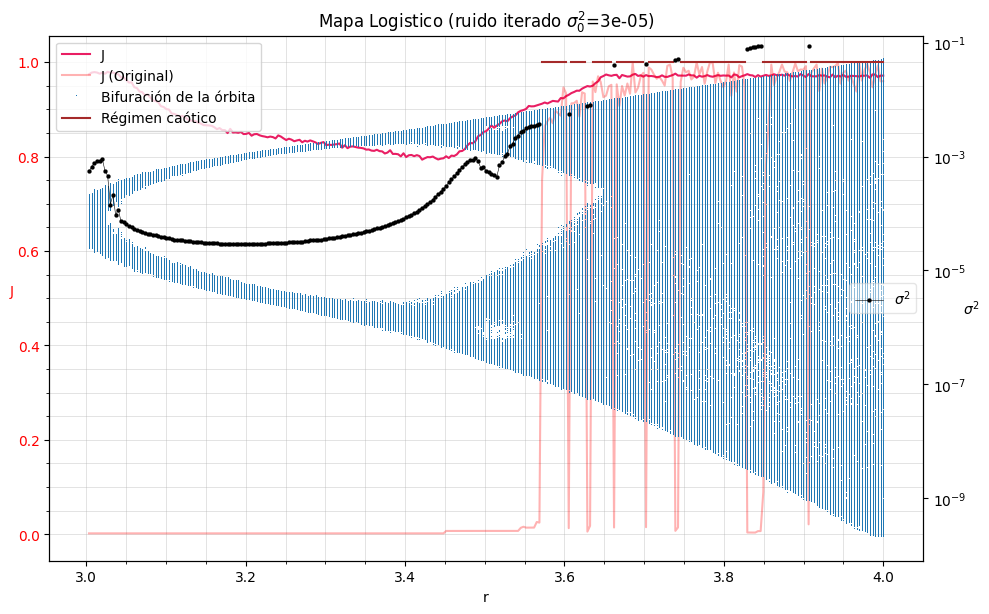 Mapa Logistico (ruido iterado σ₀²=3e-05)
J
J (Original)
Bifuración de la órbita
Régimen caótico
1.0
0.8
0.6
0.4
0.2
0.0
J
10⁻¹
10⁻³
10⁻⁵
10⁻⁷
10⁻⁹
σ²
σ²
3.0
3.2
3.4
3.6
3.8
4.0
r